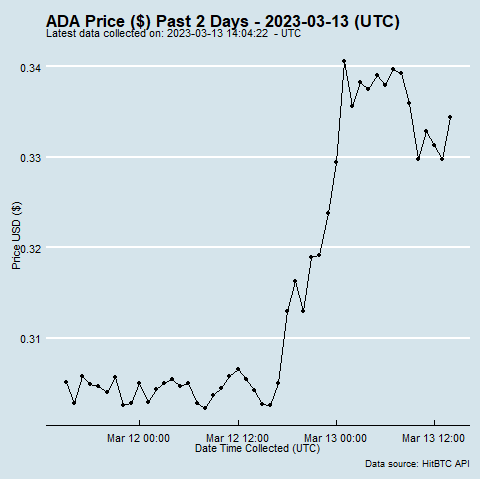 ADA Price ($) Past 2 Days - 2023-03-13 (UTC)
Latest data collected on: 2023-03-13 14:04:22  - UTC
0.34
0.33
0.32
0.31
Price USD ($)
Mar 12 00:00
Mar 12 12:00
Mar 13 00:00
Mar 13 12:00
Date Time Collected (UTC)
Data source: HitBTC API